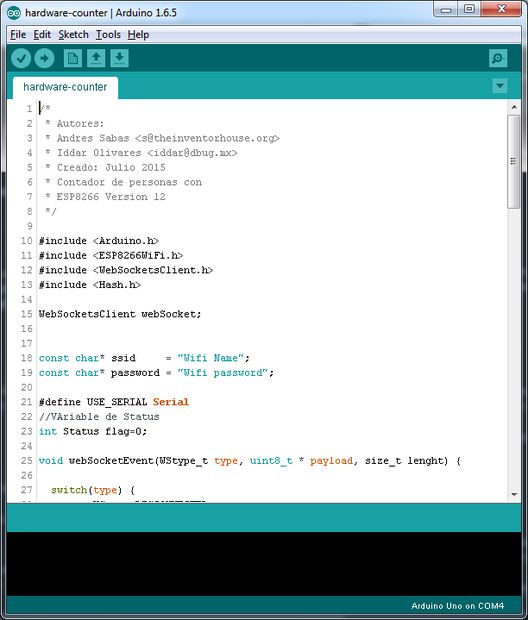 hardware-counter | Arduino 1.6.5
File Edit Sketch Tools Help
hardware-counter
1 /*
2 * Autores:
3 * Andres Sabas <s@theinventorhouse.org>
4 * Iddar Olivares <iddar@dbug.mx>
5 * Creado: Julio 2015
6 * Contador de personas con
7 * ESP8266 Version 12
8 */
9
10 #include <Arduino.h>
11 #include <ESP8266WiFi.h>
12 #include <WebSocketsClient.h>
13 #include <Hash.h>
14
15 WebSocketsClient webSocket;
16
17
18 const char* ssid     = "Wifi Name";
19 const char* password = "Wifi password";
20
21 #define USE_SERIAL Serial
22 //VAriable de Status
23 int Status flag=0;
24
25 void webSocketEvent(WStype_t type, uint8_t * payload, size_t lenght) {
26
27   switch(type) {
Arduino Uno on COM4